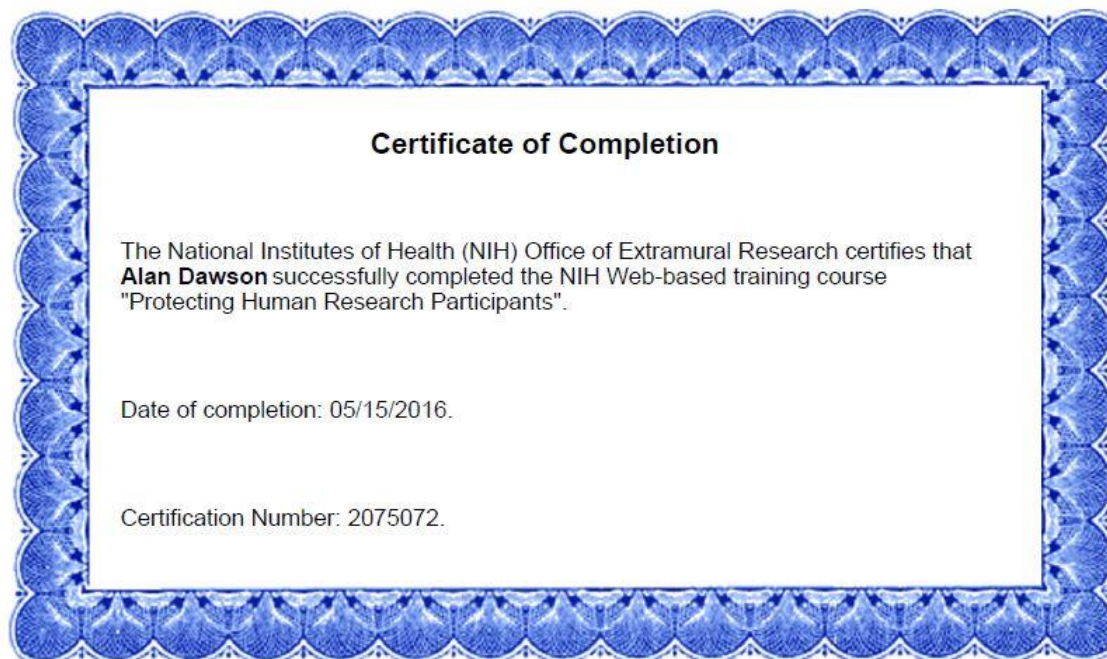 Certificate of Completion
The National Institutes of Health (NIH) Office of Extramural Research certifies that
Alan Dawson successfully completed the NIH Web-based training course
"Protecting Human Research Participants".
Date of completion: 05/15/2016.
Certification Number: 2075072.